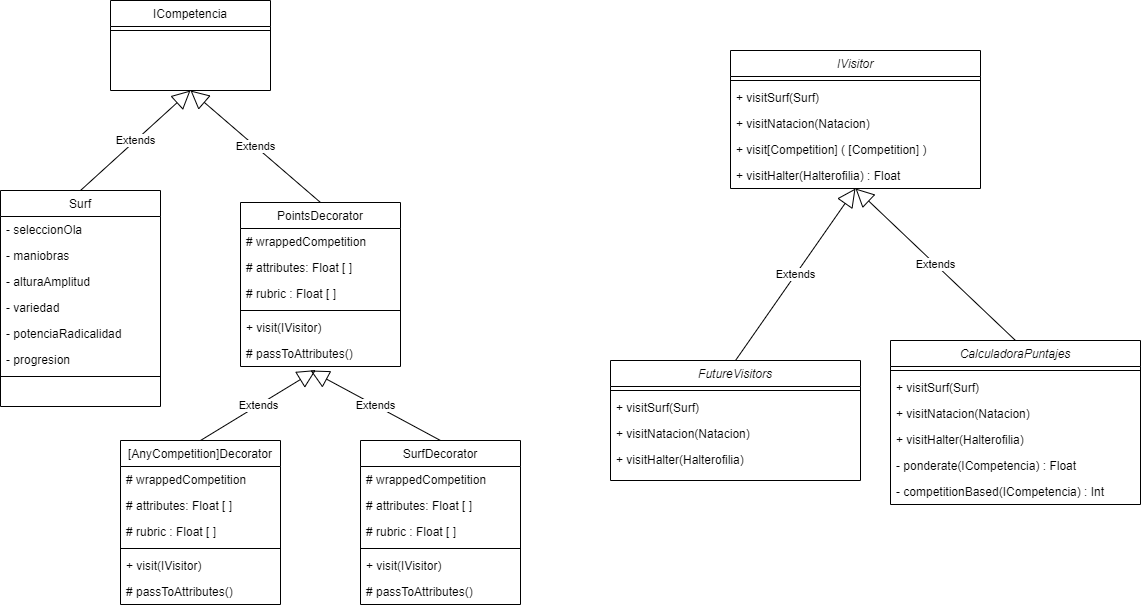 ICompetencia
Extends
Extends
Surf
- seleccionOla
- maniobras
- alturaAmplitud
- variedad
- potenciaRadicalidad
- progresion
PointsDecorator
# wrappedCompetition
# attributes: Float [ ]
# rubric : Float [ ]
+ visit(IVisitor)
# passToAttributes()
Extends
Extends
[AnyCompetition]Decorator
# wrappedCompetition
# attributes: Float [ ]
# rubric : Float [ ]
+ visit(IVisitor)
# passToAttributes()
SurfDecorator
# wrappedCompetition
# attributes: Float [ ]
# rubric : Float [ ]
+ visit(IVisitor)
# passToAttributes()
IVisitor
+ visitSurf(Surf)
+ visitNatacion(Natacion)
+ visit[Competition] ( [Competition] )
+ visitHalter(Halterofilia) : Float
Extends
Extends
FutureVisitors
+ visitSurf(Surf)
+ visitNatacion(Natacion)
+ visitHalter(Halterofilia)
CalculadoraPuntajes
+ visitSurf(Surf)
+ visitNatacion(Natacion)
+ visitHalter(Halterofilia)
- ponderate(ICompetencia) : Float
- competitionBased(ICompetencia) : Int